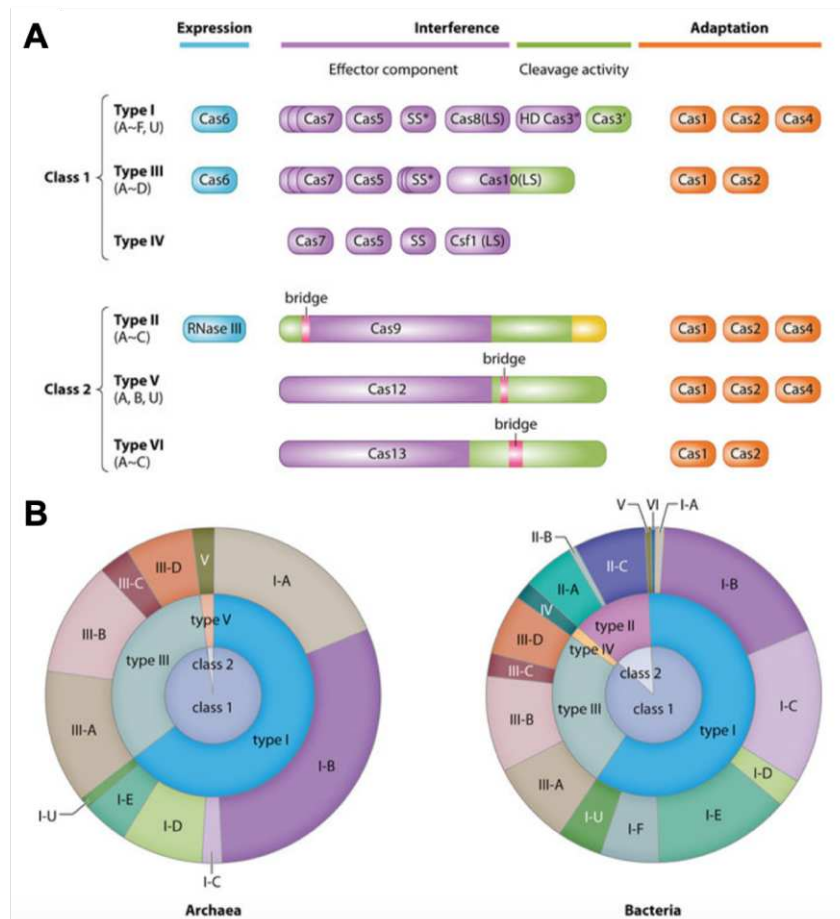 A
Expression Interference Adaptation
Effector component Cleavage activity
Class 1
Type I
(A~F, U)
Cas6 Cas7 Cas5 SS* Cas8(LS) HD Cas3" Cas3' Cas1 Cas2 Cas4
Type III
(A~D)
Cas6 Cas7 Cas5 SS* Cas10(LS) Cas1 Cas2
Type IV
Cas7 Cas5 SS Csf1 (LS)
Class 2
bridge
Type II
(A~C)
RNase III Cas9 Cas1 Cas2 Cas4
bridge
Type V
(A, B, U)
Cas12 Cas1 Cas2 Cas4
bridge
Type VI
(A~C)
Cas13 Cas1 Cas2
B
V
III-D
III-C
III-B
III-A
I-U
I-E
I-D
I-C
I-B
I-A
type V
type III
type I
class 2
class 1
Archaea
V VI I-A
II-B
II-C
II-A
IV
III-D
III-C
III-B
III-A
I-U
I-F
I-E
I-D
I-C
I-B
type II
type IV
type III
type I
class 2
class 1
Bacteria